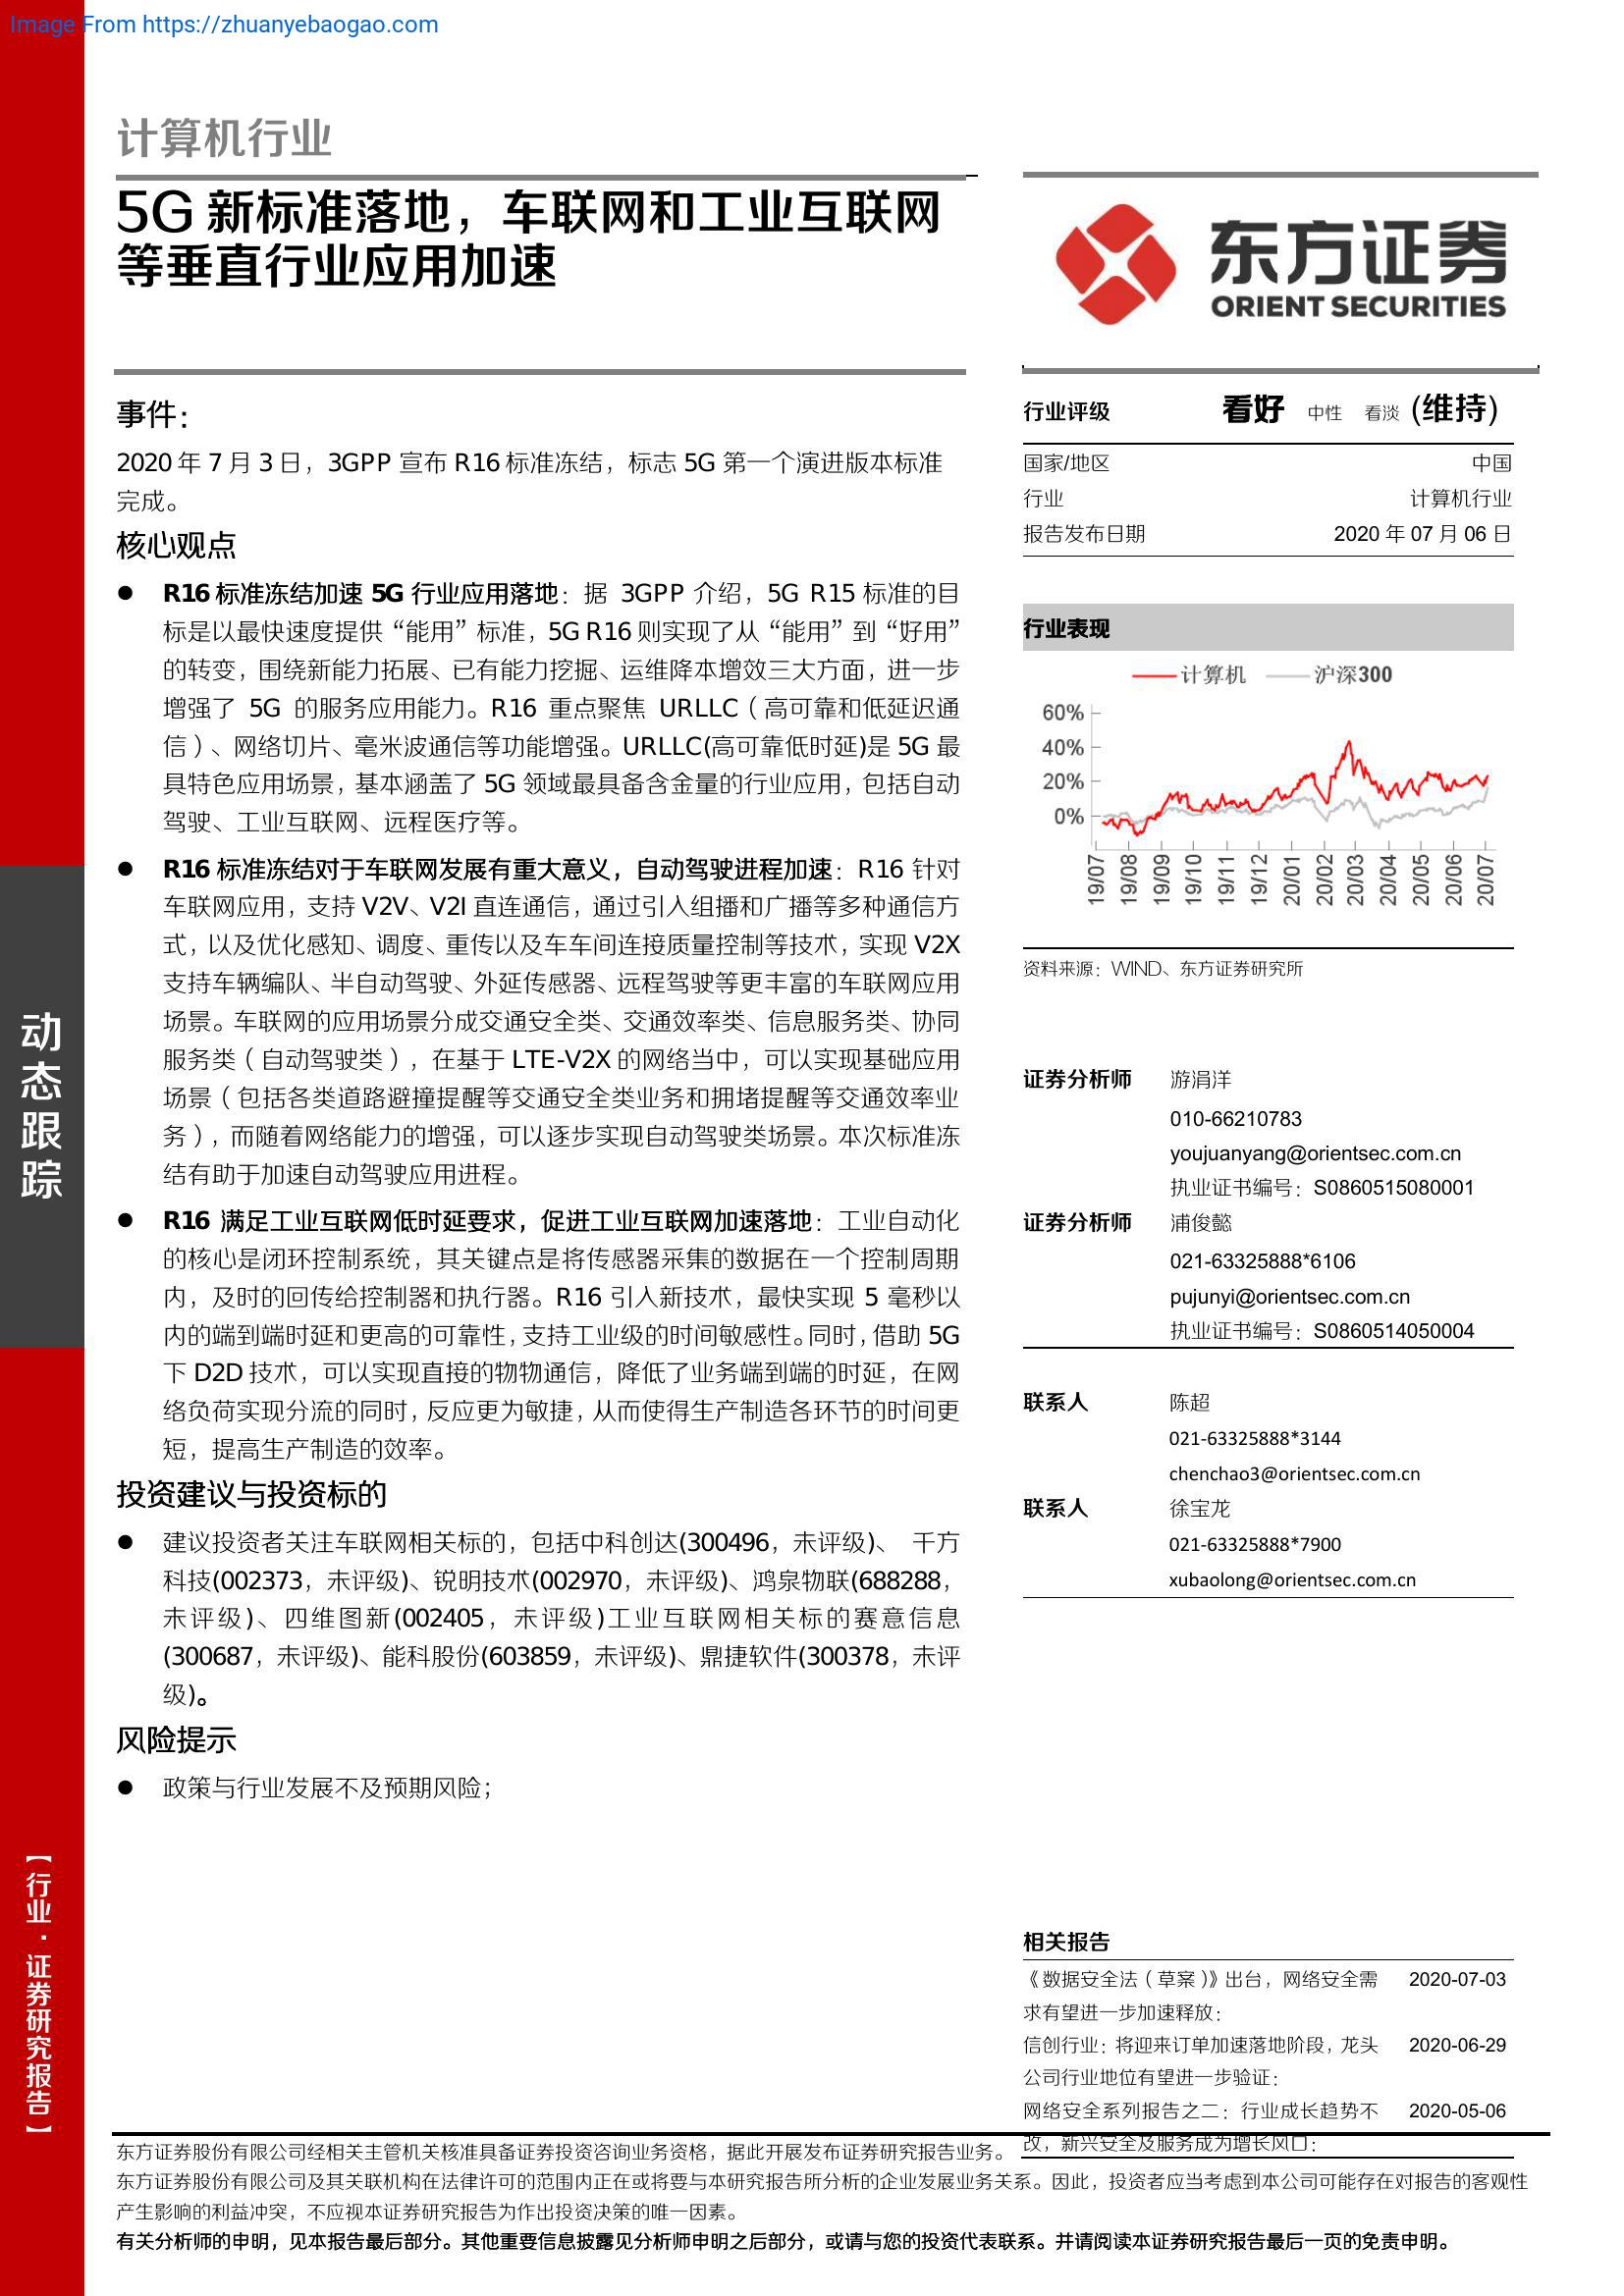 Image From https://zhuanyebaogao.com
计算机行业
5G 新标准落地，车联网和工业互联网
等垂直行业应用加速
东方证券
ORIENT SECURITIES
事件：
2020 年 7 月 3 日，3GPP 宣布 R16 标准冻结，标志 5G 第一个演进版本标准
完成。
核心观点
● R16 标准冻结加速 5G 行业应用落地：据 3GPP 介绍，5G R15 标准的目
标是以最快速度提供“能用”标准，5G R16 则实现了从“能用”到“好用”
的转变，围绕新能力拓展、已有能力挖掘、运维降本增效三大方面，进一步
增强了 5G 的服务应用能力。R16 重点聚焦 URLLC（高可靠和低延迟通
信）、网络切片、毫米波通信等功能增强。URLLC(高可靠低时延)是 5G 最
具特色应用场景，基本涵盖了 5G 领域最具备含金量的行业应用，包括自动
驾驶、工业互联网、远程医疗等。
● R16 标准冻结对于车联网发展有重大意义，自动驾驶进程加速：R16 针对
车联网应用，支持 V2V、V2I 直连通信，通过引入组播和广播等多种通信方
式，以及优化感知、调度、重传以及车车间连接质量控制等技术，实现 V2X
支持车辆编队、半自动驾驶、外延传感器、远程驾驶等更丰富的车联网应用
场景。车联网的应用场景分成交通安全类、交通效率类、信息服务类、协同
服务类（自动驾驶类），在基于 LTE-V2X 的网络当中，可以实现基础应用
场景（包括各类道路避撞提醒等交通安全类业务和拥堵提醒等交通效率业
务），而随着网络能力的增强，可以逐步实现自动驾驶类场景。本次标准冻
结有助于加速自动驾驶应用进程。
● R16 满足工业互联网低时延要求，促进工业互联网加速落地：工业自动化
的核心是闭环控制系统，其关键点是将传感器采集的数据在一个控制周期
内，及时的回传给控制器和执行器。R16 引入新技术，最快实现 5 毫秒以
内的端到端时延和更高的可靠性，支持工业级的时间敏感性。同时，借助 5G
下 D2D 技术，可以实现直接的物物通信，降低了业务端到端的时延，在网
络负荷实现分流的同时，反应更为敏捷，从而使得生产制造各环节的时间更
短，提高生产制造的效率。
投资建议与投资标的
● 建议投资者关注车联网相关标的，包括中科创达(300496，未评级)、 千方
科技(002373，未评级)、锐明技术(002970，未评级)、鸿泉物联(688288，
未评级)、四维图新(002405，未评级)工业互联网相关标的赛意信息
(300687，未评级)、能科股份(603859，未评级)、鼎捷软件(300378，未评
级)。
风险提示
● 政策与行业发展不及预期风险；
行业评级 看好 中性 看淡 (维持)
国家/地区 中国
行业 计算机行业
报告发布日期 2020 年 07 月 06 日
行业表现
计算机 沪深300
60%
40%
20%
0%
19/07 19/08 19/09 19/10 19/11 19/12 20/01 20/02 20/03 20/04 20/05 20/06 20/07
资料来源：WIND、东方证券研究所
证券分析师 游涓洋
010-66210783
youjuanyang@orientsec.com.cn
执业证书编号：S0860515080001
证券分析师 浦俊懿
021-63325888*6106
pujunyi@orientsec.com.cn
执业证书编号：S0860514050004
联系人 陈超
021-63325888*3144
chenchao3@orientsec.com.cn
联系人 徐宝龙
021-63325888*7900
xubaolong@orientsec.com.cn
相关报告
《数据安全法（草案）》出台，网络安全需 2020-07-03
求有望进一步加速释放：
信创行业：将迎来订单加速落地阶段，龙头 2020-06-29
公司行业地位有望进一步验证：
网络安全系列报告之二：行业成长趋势不 2020-05-06
改，新兴安全及服务成为增长风口：
动态跟踪
【行业·证券研究报告】
东方证券股份有限公司经相关主管机关核准具备证券投资咨询业务资格，据此开展发布证券研究报告业务。
东方证券股份有限公司及其关联机构在法律许可的范围内正在或将要与本研究报告所分析的企业发展业务关系。因此，投资者应当考虑到本公司可能存在对报告的客观性
产生影响的利益冲突，不应视本证券研究报告为作出投资决策的唯一因素。
有关分析师的申明，见本报告最后部分。其他重要信息披露见分析师申明之后部分，或请与您的投资代表联系。并请阅读本证券研究报告最后一页的免责申明。